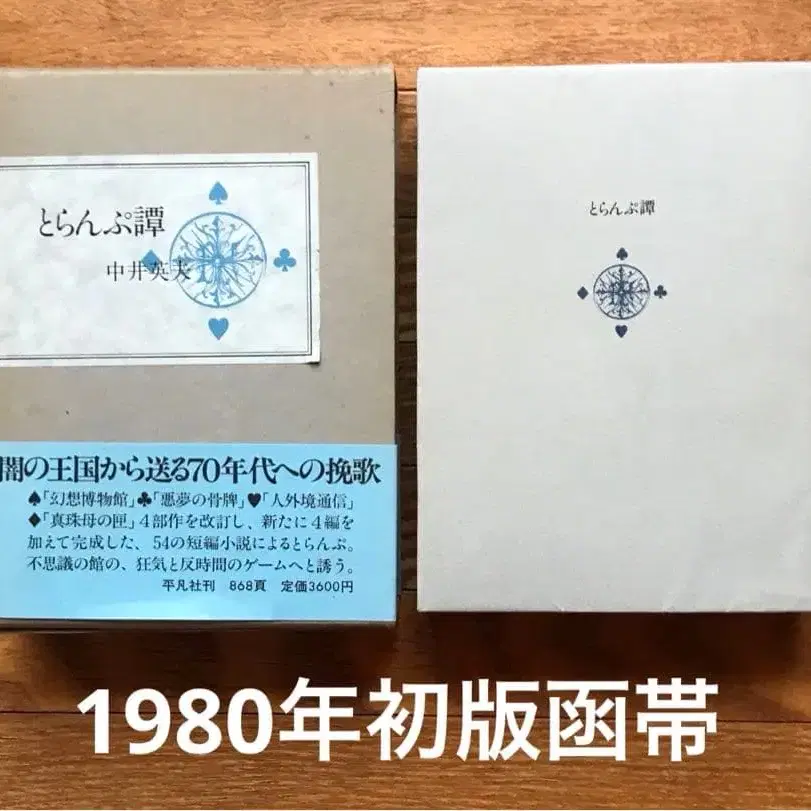 とらんぷ譚
中井英夫
闇の王国から送る70年代への挽歌
♠「幻想博物館」♣「悪夢の骨牌」♥「人外境通信」
♦「真珠母の匣」4部作を改訂し、新たに4編を
加えて完成した、54の短編小説によるとらんぷ。
不思議の館の、狂気と反時間のゲームへと誘う。
平凡社刊 868頁 定価3600円
とらんぷ譚
1980年初版函帯